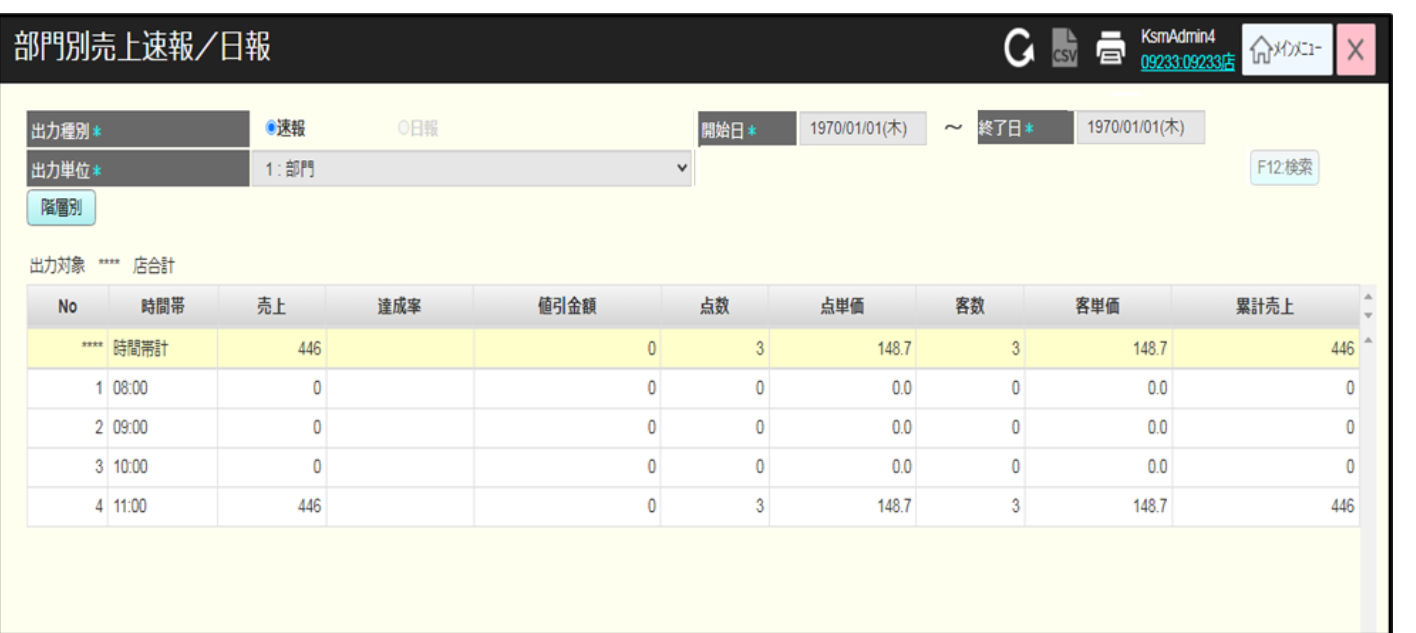 部門別売上速報／日報
CSV
KsmAdmin4
09233:09233店
メインメニュー
X
出力種別* 速報 日報 開始日* 1970/01/01(木) ～ 終了日* 1970/01/01(木)
出力単位* 1 : 部門 F12:検索
階層別
出力対象 **** 店合計
No 時間帯 売上 達成率 値引金額 点数 点単価 客数 客単価 累計売上
**** 時間帯計 446 0 3 148.7 3 148.7 446
1 08:00 0 0 0 0.0 0 0.0 0
2 09:00 0 0 0 0.0 0 0.0 0
3 10:00 0 0 0 0.0 0 0.0 0
4 11:00 446 0 3 148.7 3 148.7 446